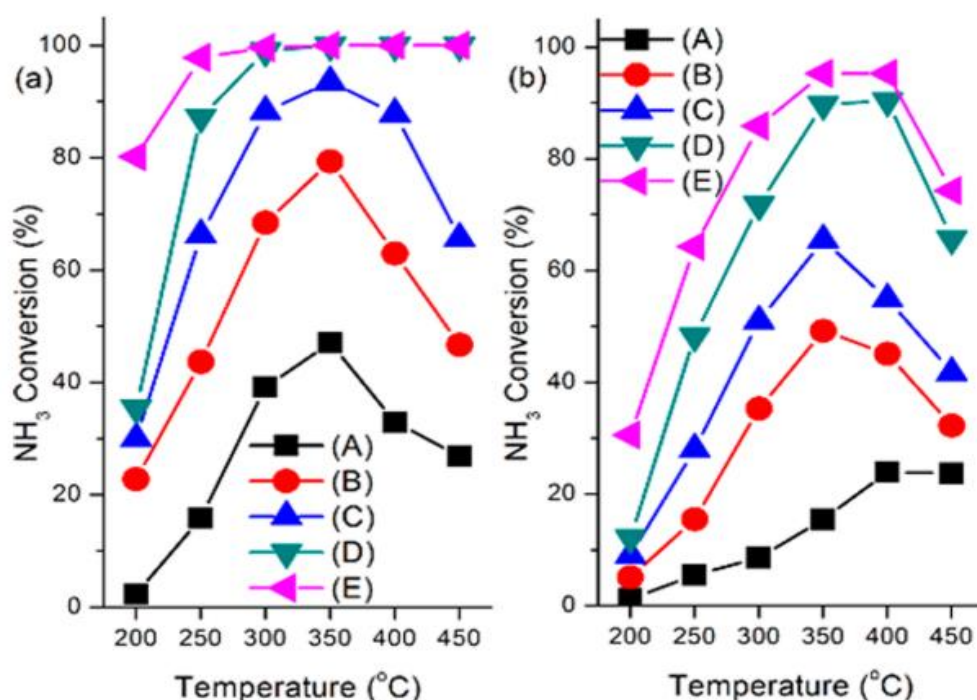 (a)
NH₃ Conversion (%)
100
80
60
40
20
0
(A)
(B)
(C)
(D)
(E)
200 250 300 350 400 450
Temperature (°C)
(b)
NH₃ Conversion (%)
100
80
60
40
20
0
(A)
(B)
(C)
(D)
(E)
200 250 300 350 400 450
Temperature (°C)